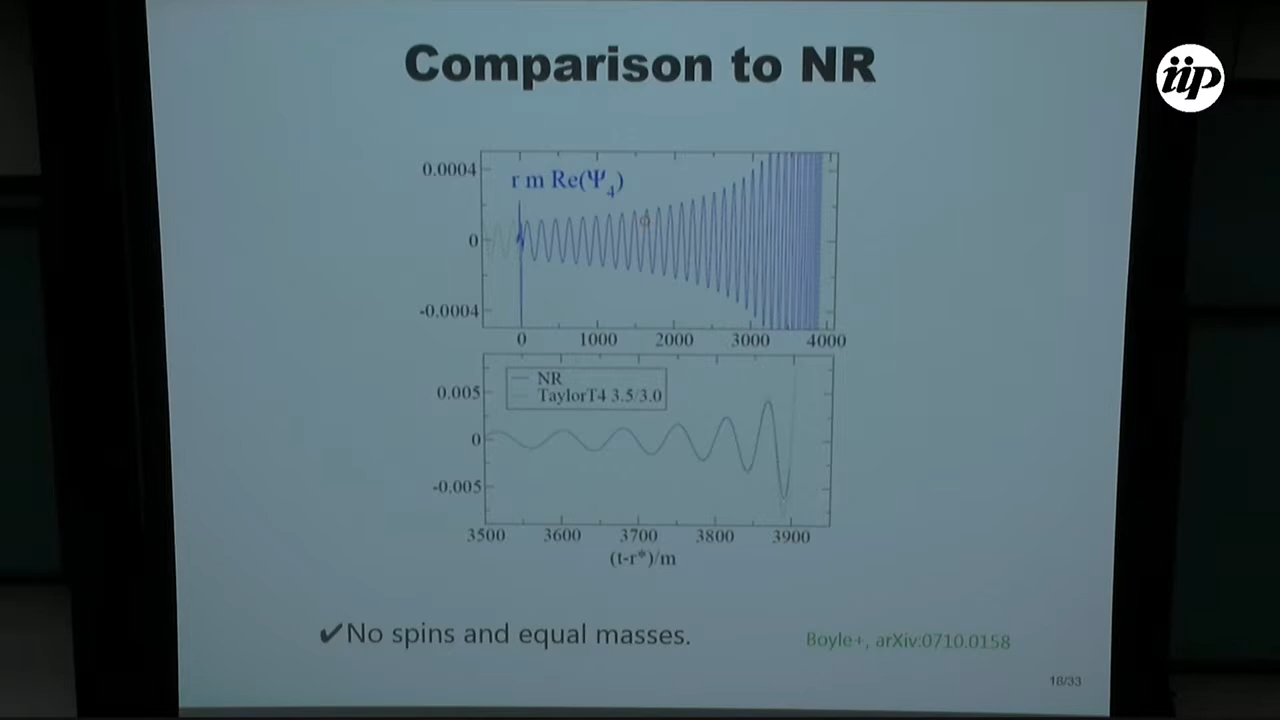 Comparison to NR
iip
0.0004
r m Re(Ψ4)
0
-0.0004
0 1000 2000 3000 4000
NR
TaylorT4 3.5/3.0
0.005
0
-0.005
3500 3600 3700 3800 3900
(t-r*)/m
✔No spins and equal masses.
Boyle+, arXiv:0710.0158
18/33